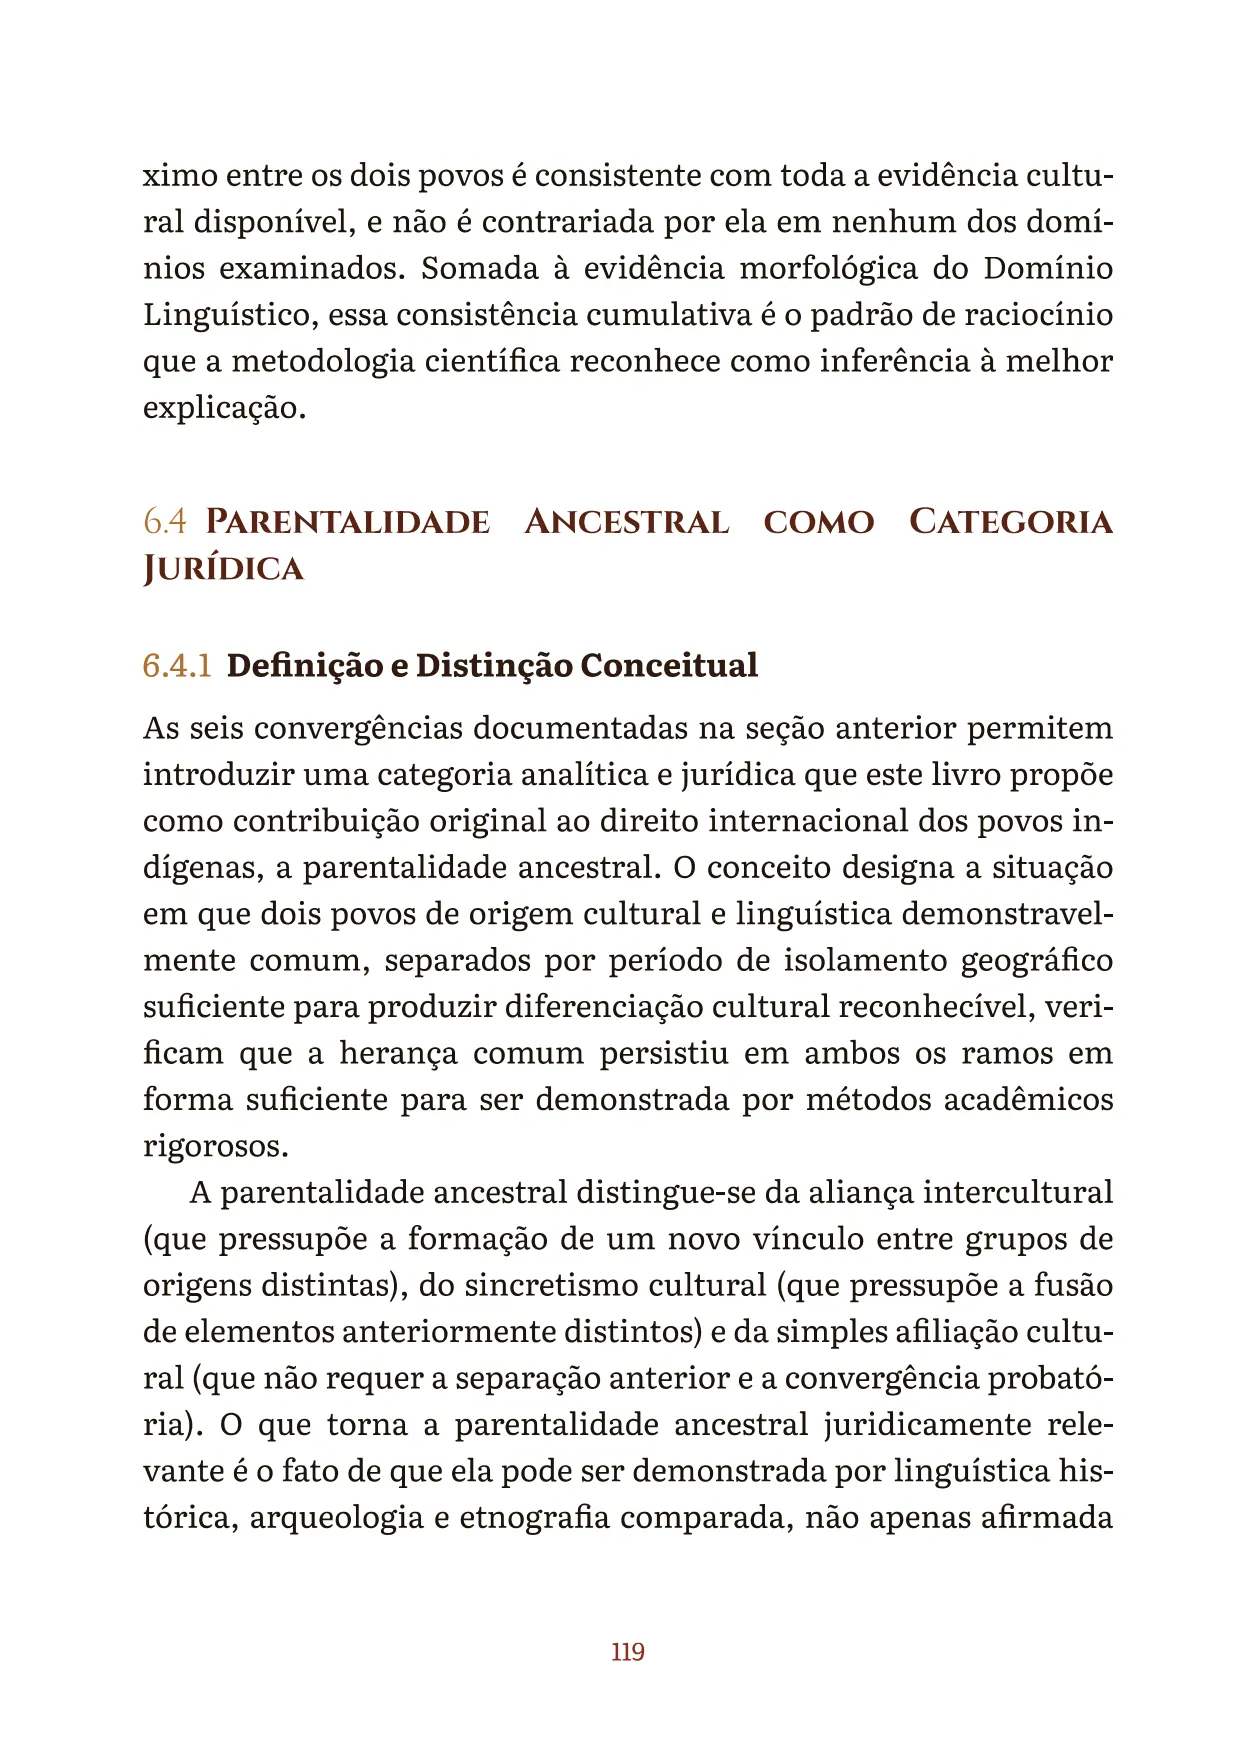 ximo entre os dois povos é consistente com toda a evidência cultu-
ral disponível, e não é contrariada por ela em nenhum dos domí-
nios examinados. Somada à evidência morfológica do Domínio
Linguístico, essa consistência cumulativa é o padrão de raciocínio
que a metodologia científica reconhece como inferência à melhor
explicação.
6.4 Parentalidade Ancestral como Categoria
Jurídica
6.4.1 Definição e Distinção Conceitual
As seis convergências documentadas na seção anterior permitem
introduzir uma categoria analítica e jurídica que este livro propõe
como contribuição original ao direito internacional dos povos in-
dígenas, a parentalidade ancestral. O conceito designa a situação
em que dois povos de origem cultural e linguística demonstravel-
mente comum, separados por período de isolamento geográfico
suficiente para produzir diferenciação cultural reconhecível, veri-
ficam que a herança comum persistiu em ambos os ramos em
forma suficiente para ser demonstrada por métodos acadêmicos
rigorosos.
A parentalidade ancestral distingue-se da aliança intercultural
(que pressupõe a formação de um novo vínculo entre grupos de
origens distintas), do sincretismo cultural (que pressupõe a fusão
de elementos anteriormente distintos) e da simples afiliação cultu-
ral (que não requer a separação anterior e a convergência probató-
ria). O que torna a parentalidade ancestral juridicamente rele-
vante é o fato de que ela pode ser demonstrada por linguística his-
tórica, arqueologia e etnografia comparada, não apenas afirmada
119